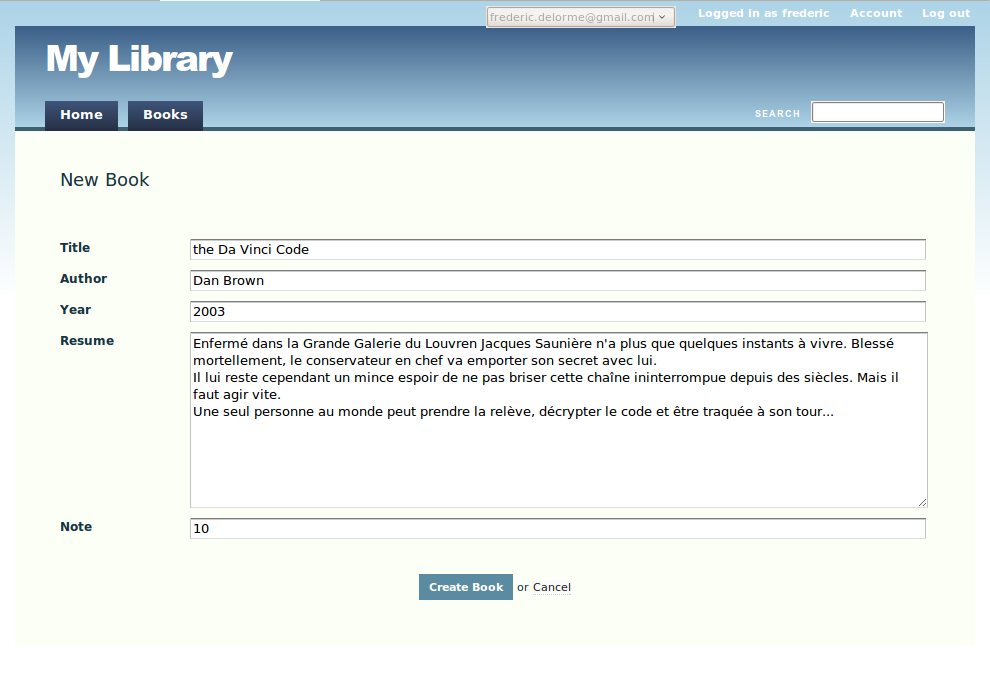 frederic.delorme@gmail.com Logged in as frederic Account Log out
My Library
Home Books SEARCH
New Book
Title the Da Vinci Code
Author Dan Brown
Year 2003
Resume Enfermé dans la Grande Galerie du Louvren Jacques Saunière n'a plus que quelques instants à vivre. Blessé
mortellement, le conservateur en chef va emporter son secret avec lui.
Il lui reste cependant un mince espoir de ne pas briser cette chaîne ininterrompue depuis des siècles. Mais il
faut agir vite.
Une seul personne au monde peut prendre la relève, décrypter le code et être traquée à son tour...
Note 10
Create Book or Cancel